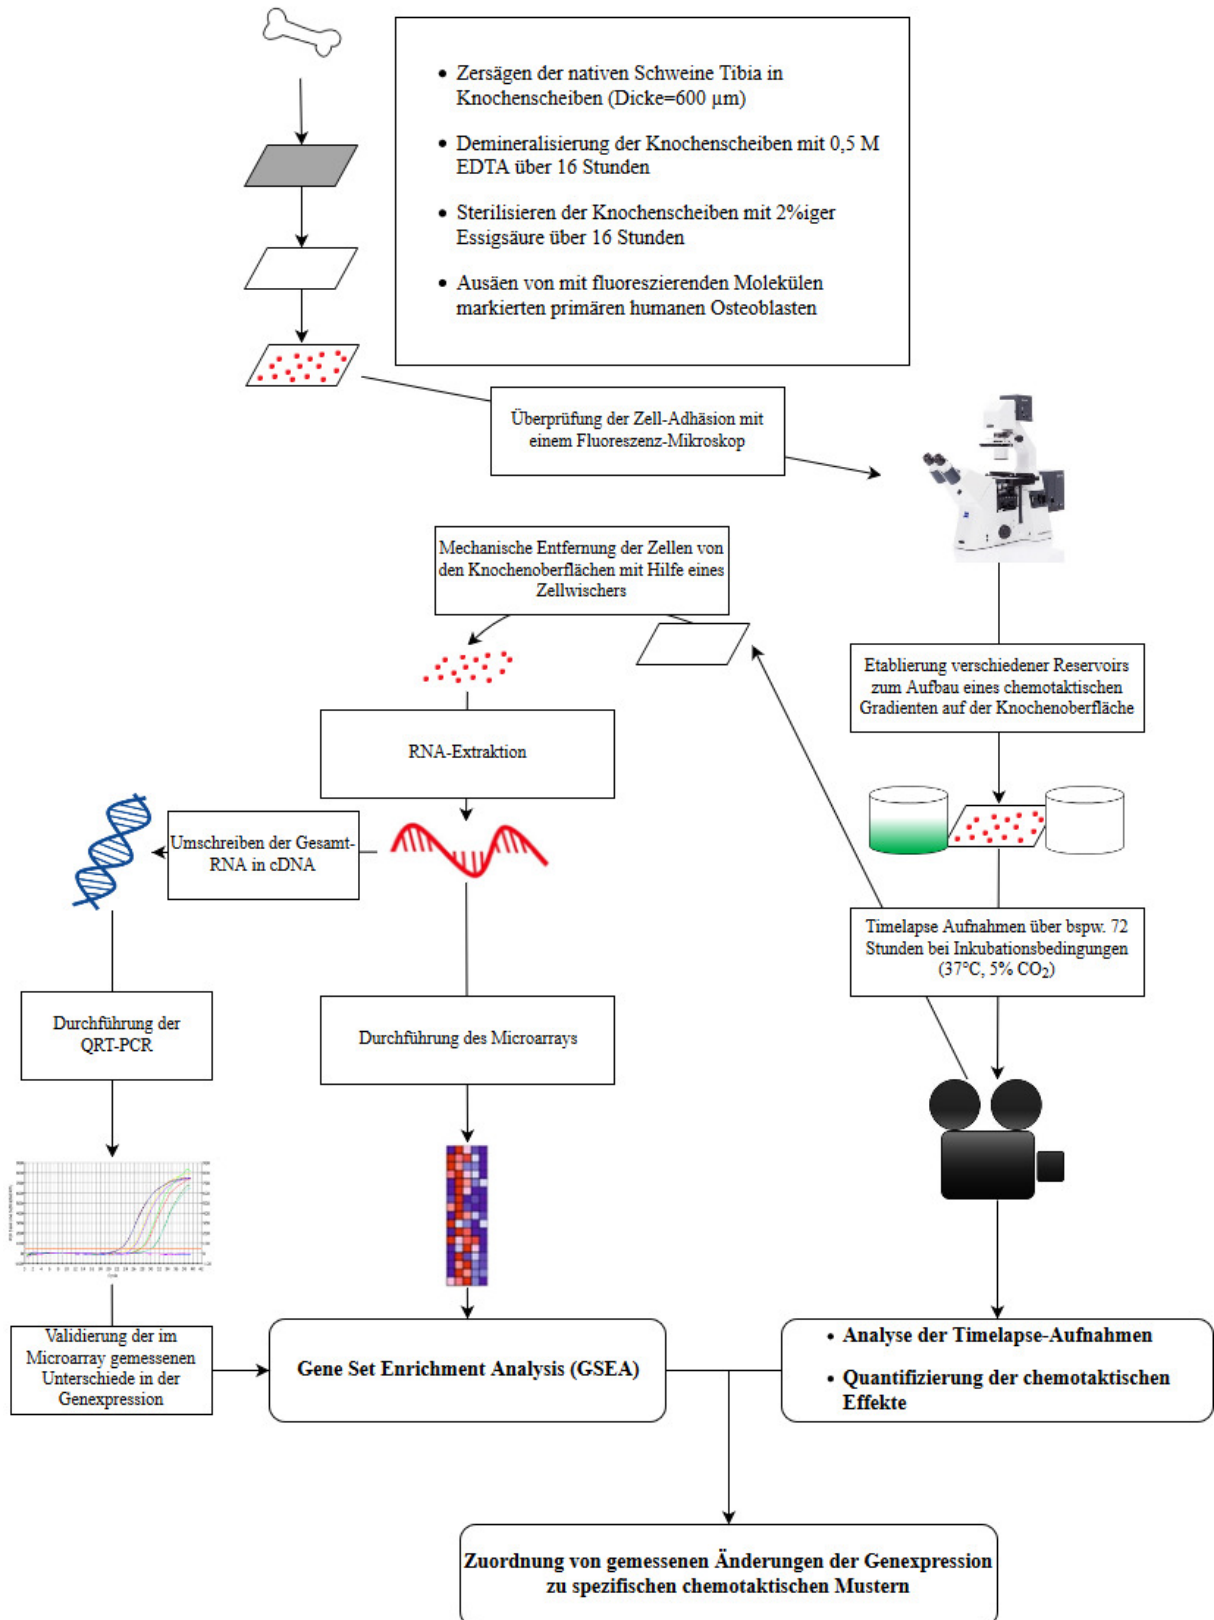 • Zersägen der nativen Schweine Tibia in
Knochenscheiben (Dicke=600 µm)
• Demineralisierung der Knochenscheiben mit 0,5 M
EDTA über 16 Stunden
• Sterilisieren der Knochenscheiben mit 2%iger
Essigsäure über 16 Stunden
• Ausäen von mit fluoreszierenden Molekülen
markierten primären humanen Osteoblasten
Überprüfung der Zell-Adhäsion mit
einem Fluoreszenz-Mikroskop
Mechanische Entfernung der Zellen von
den Knochenoberflächen mit Hilfe eines
Zellwischers
Etablierung verschiedener Reservoirs
zum Aufbau eines chemotaktischen
Gradienten auf der Knochenoberfläche
RNA-Extraktion
Umschreiben der Gesamt-
RNA in cDNA
Timelapse Aufnahmen über bspw. 72
Stunden bei Inkubationsbedingungen
(37°C, 5% CO₂)
Durchführung der
QRT-PCR
Durchführung des Microarrays
Validierung der im
Microarray gemessenen
Unterschiede in der
Genexpression
Gene Set Enrichment Analysis (GSEA)
• Analyse der Timelapse-Aufnahmen
• Quantifizierung der chemotaktischen
Effekte
Zuordnung von gemessenen Änderungen der Genexpression
zu spezifischen chemotaktischen Mustern